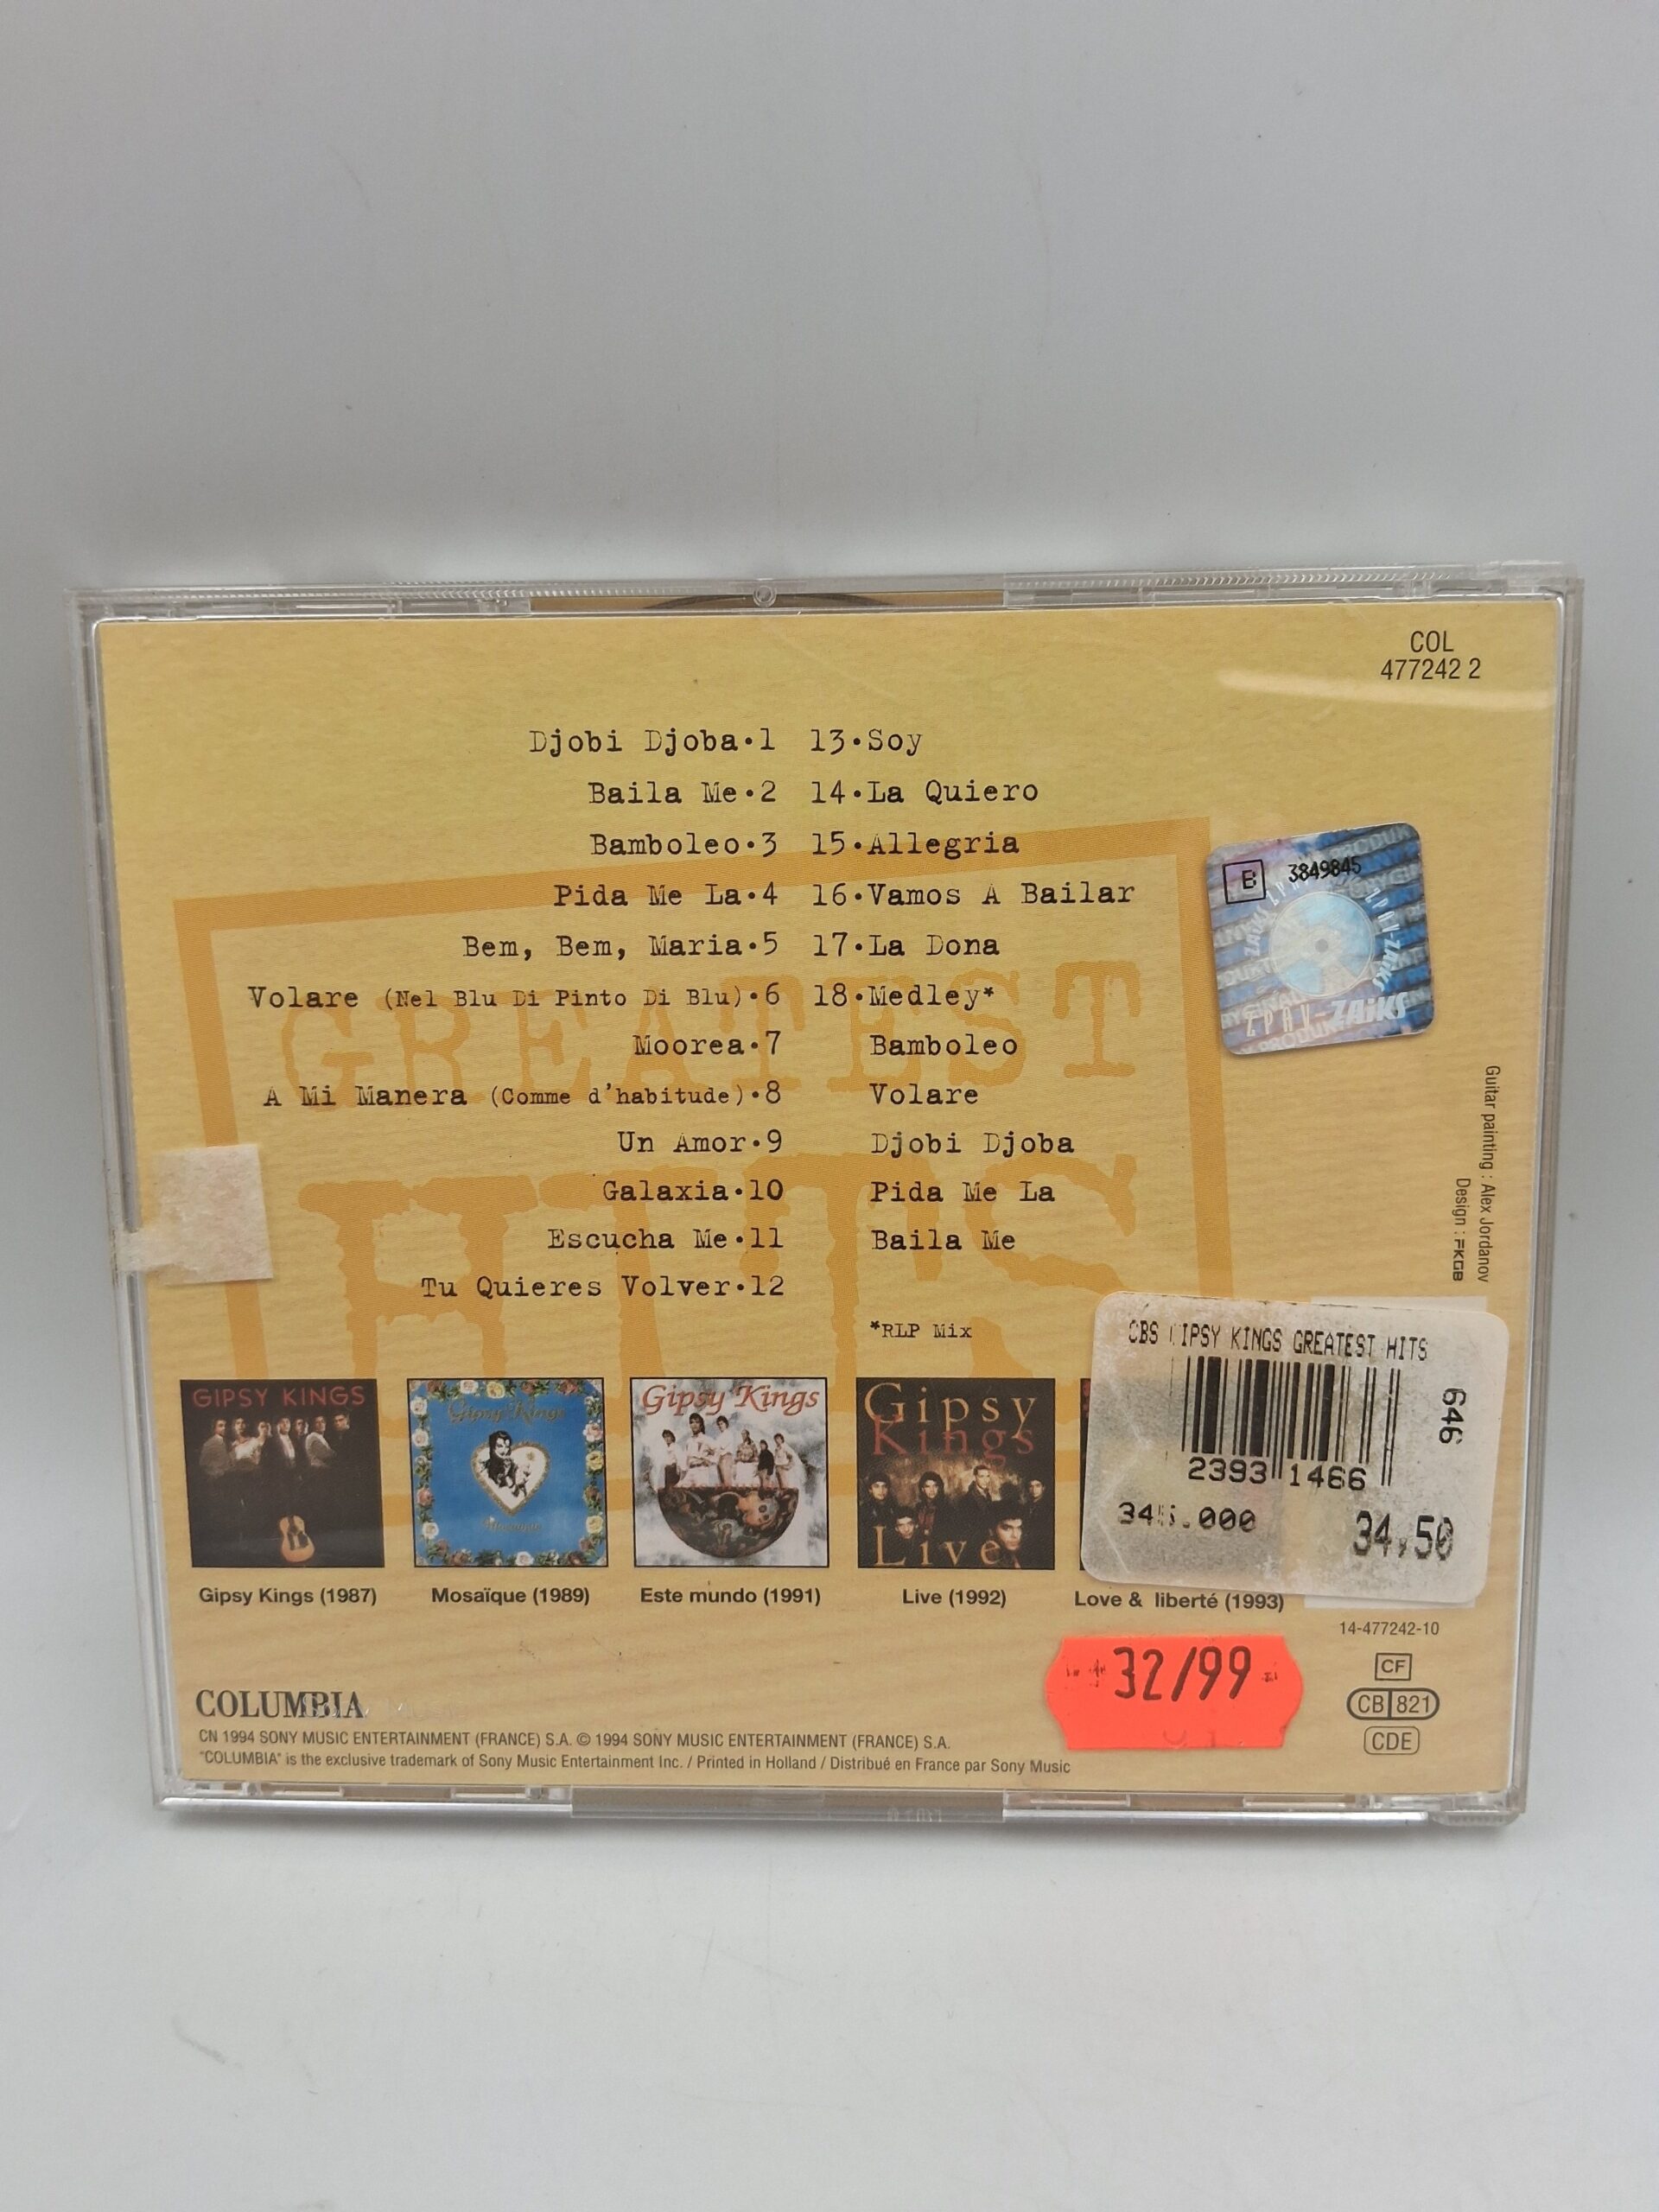 COL
477242 2
Djobi Djoba•1
Baila Me•2
Bamboleo•3
Pida Me La•4
Bem, Bem, Maria•5
Volare (Nel Blu Di Pinto Di Blu)•6
Moorea•7
A Mi Manera (Comme d'habitude)•8
Un Amor•9
Galaxia•10
Escucha Me•11
Tu Quieres Volver•12
13•Soy
14•La Quiero
15•Allegria
16•Vamos A Bailar
17•La Dona
18•Medley*
Bamboleo
Volare
Djobi Djoba
Pida Me La
Baila Me
*RLP Mix
GREATEST
HITS
B 3849845
ZPAV-ZAiKS
Guitar painting : Alex Jordanov
Design : FKGB
CBS IPSY KINGS GREATEST HITS
646
2393 1466
34,50
GIPSY KINGS
Gipsy Kings
Mosaïque
Gipsy Kings
Gipsy
Kings
Live
Gipsy Kings (1987)
Mosaïque (1989)
Este mundo (1991)
Live (1992)
Love & liberté (1993)
14-477242-10
32/99
CF
CB 821
CDE
COLUMBIA
CN 1994 SONY MUSIC ENTERTAINMENT (FRANCE) S.A. © 1994 SONY MUSIC ENTERTAINMENT (FRANCE) S.A.
"COLUMBIA" is the exclusive trademark of Sony Music Entertainment Inc. / Printed in Holland / Distribué en France par Sony Music